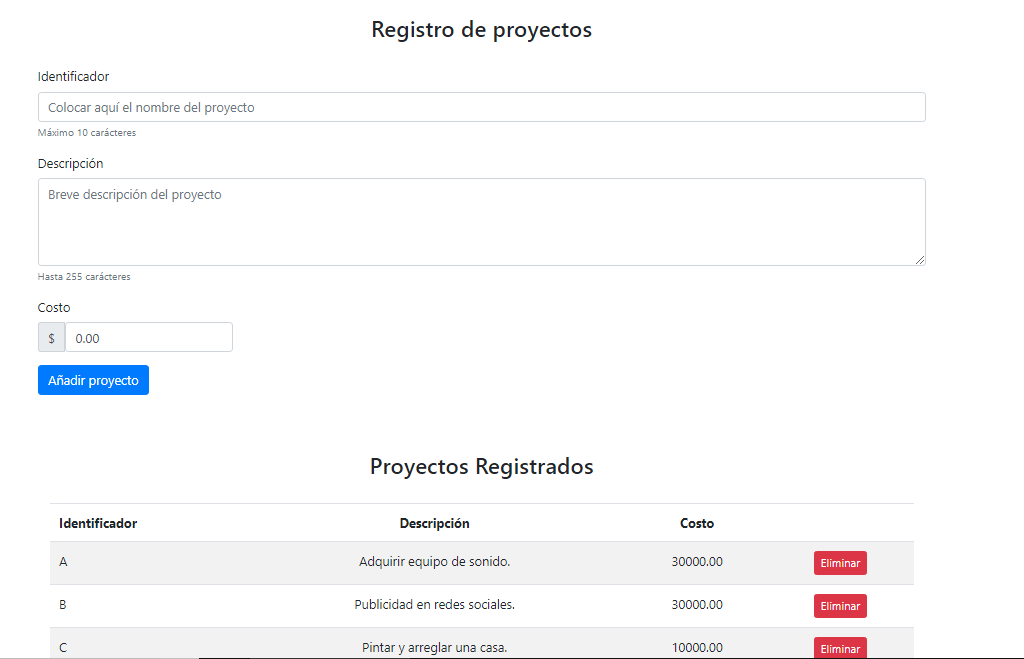 Registro de proyectos
Identificador
Colocar aquí el nombre del proyecto
Máximo 10 carácteres
Descripción
Breve descripción del proyecto
Hasta 255 carácteres
Costo
$ 0.00
Añadir proyecto
Proyectos Registrados
Identificador Descripción Costo
A Adquirir equipo de sonido. 30000.00 Eliminar
B Publicidad en redes sociales. 30000.00 Eliminar
C Pintar y arreglar una casa. 10000.00 Eliminar